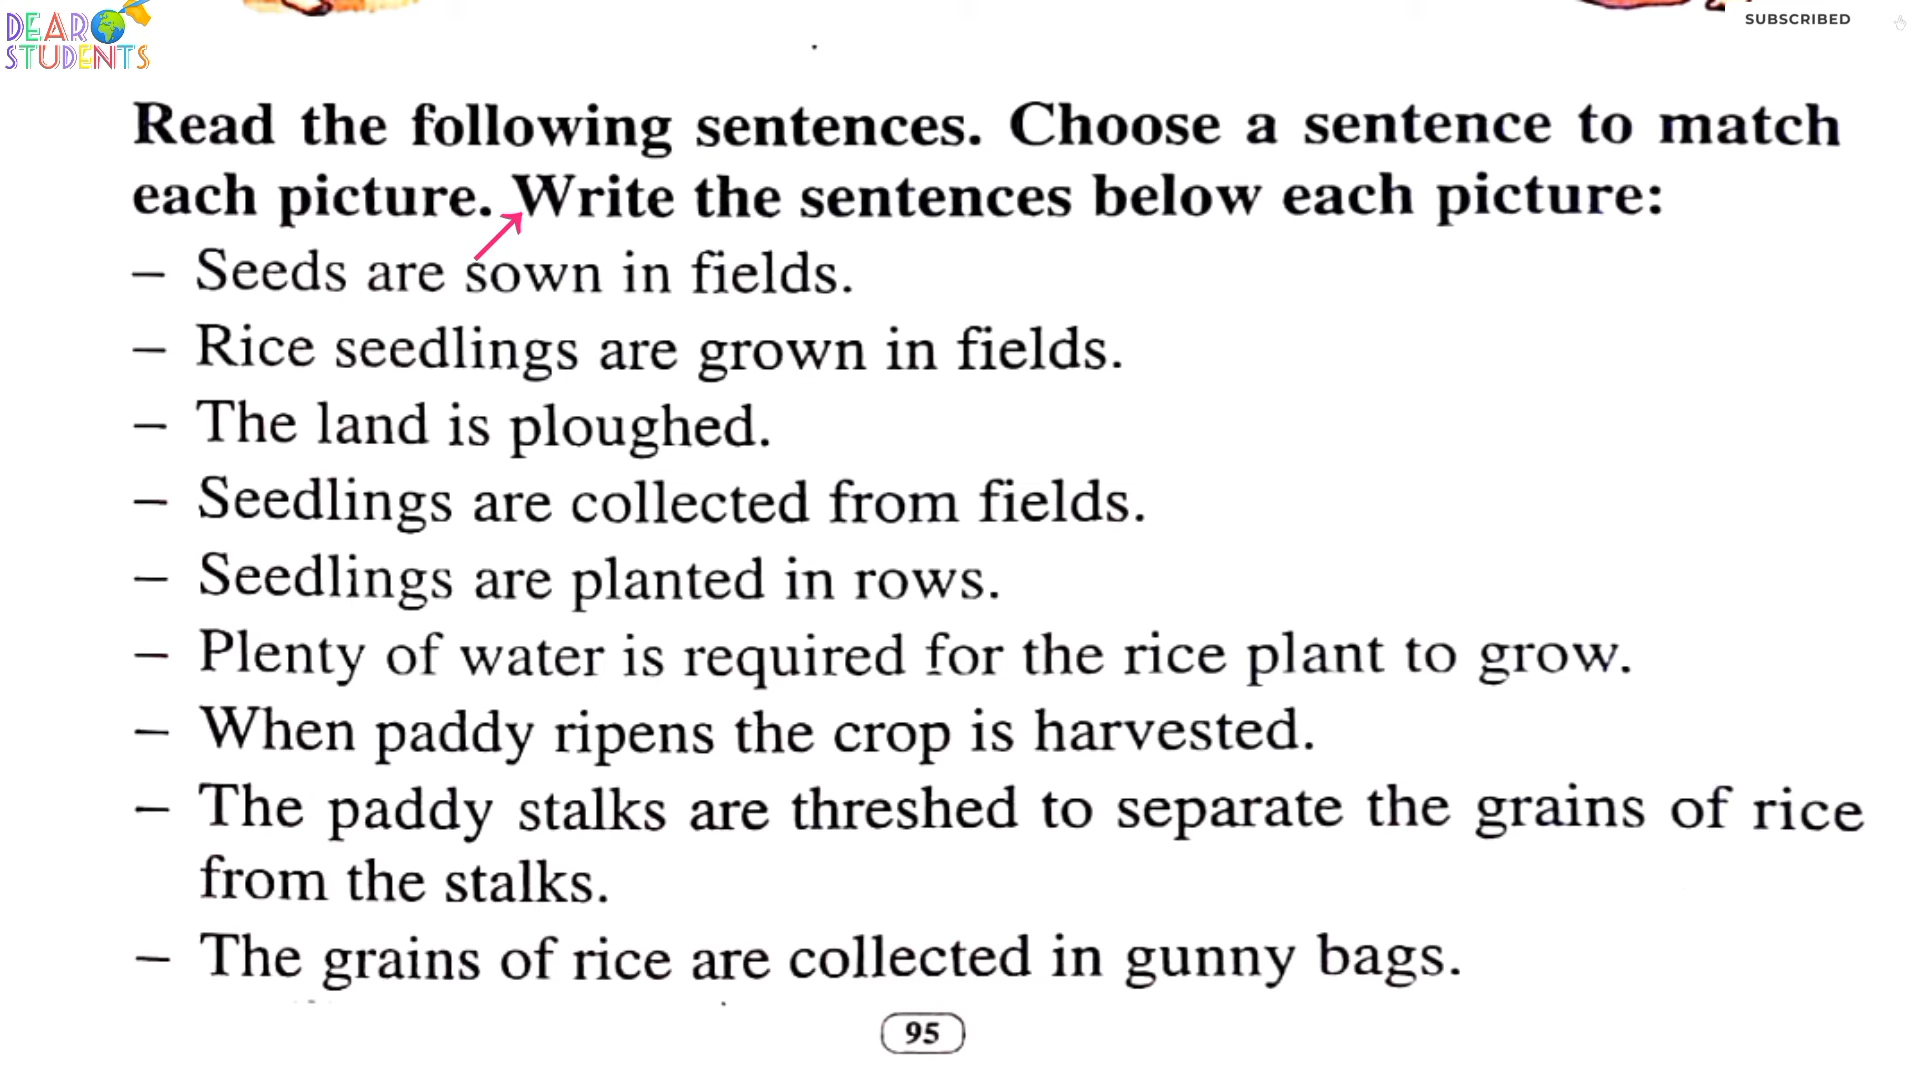 DEAR
STUDENTS
SUBSCRIBED
Read the following sentences. Choose a sentence to match
each picture. Write the sentences below each picture:
– Seeds are sown in fields.
– Rice seedlings are grown in fields.
– The land is ploughed.
– Seedlings are collected from fields.
– Seedlings are planted in rows.
– Plenty of water is required for the rice plant to grow.
– When paddy ripens the crop is harvested.
– The paddy stalks are threshed to separate the grains of rice
from the stalks.
– The grains of rice are collected in gunny bags.
95